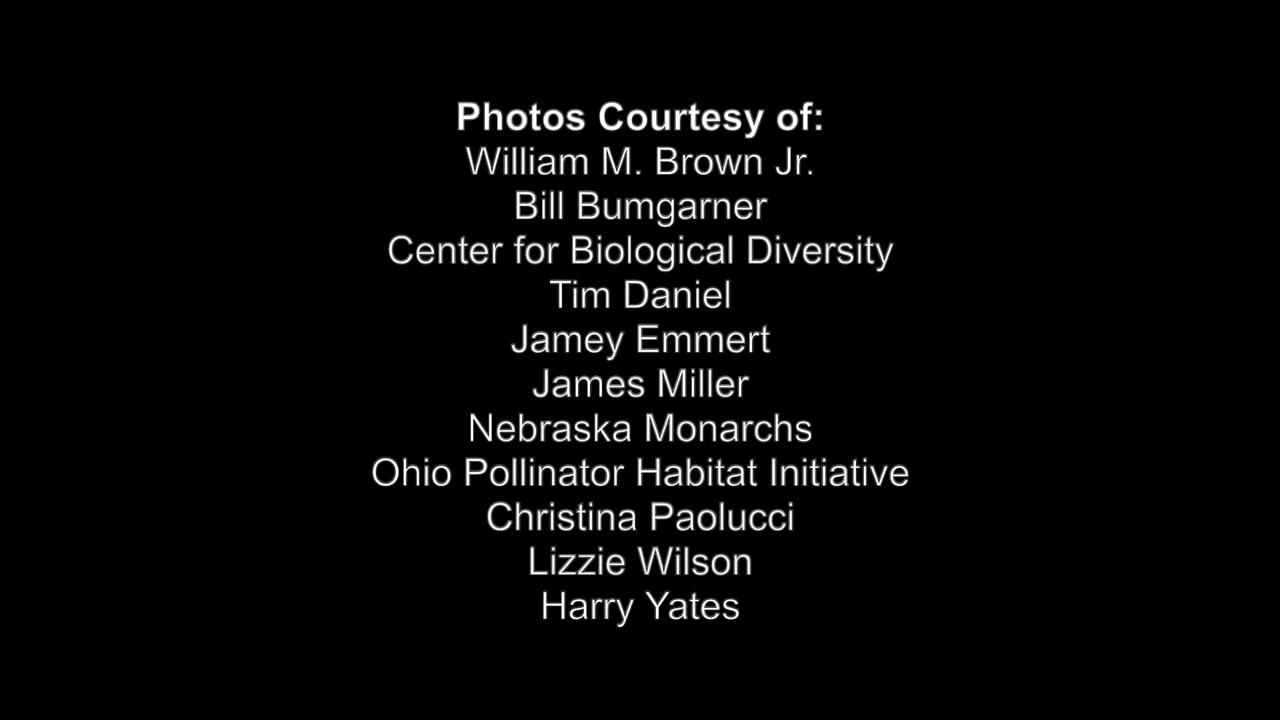 Photos Courtesy of:
William M. Brown Jr.
Bill Bumgarner
Center for Biological Diversity
Tim Daniel
Jamey Emmert
James Miller
Nebraska Monarchs
Ohio Pollinator Habitat Initiative
Christina Paolucci
Lizzie Wilson
Harry Yates